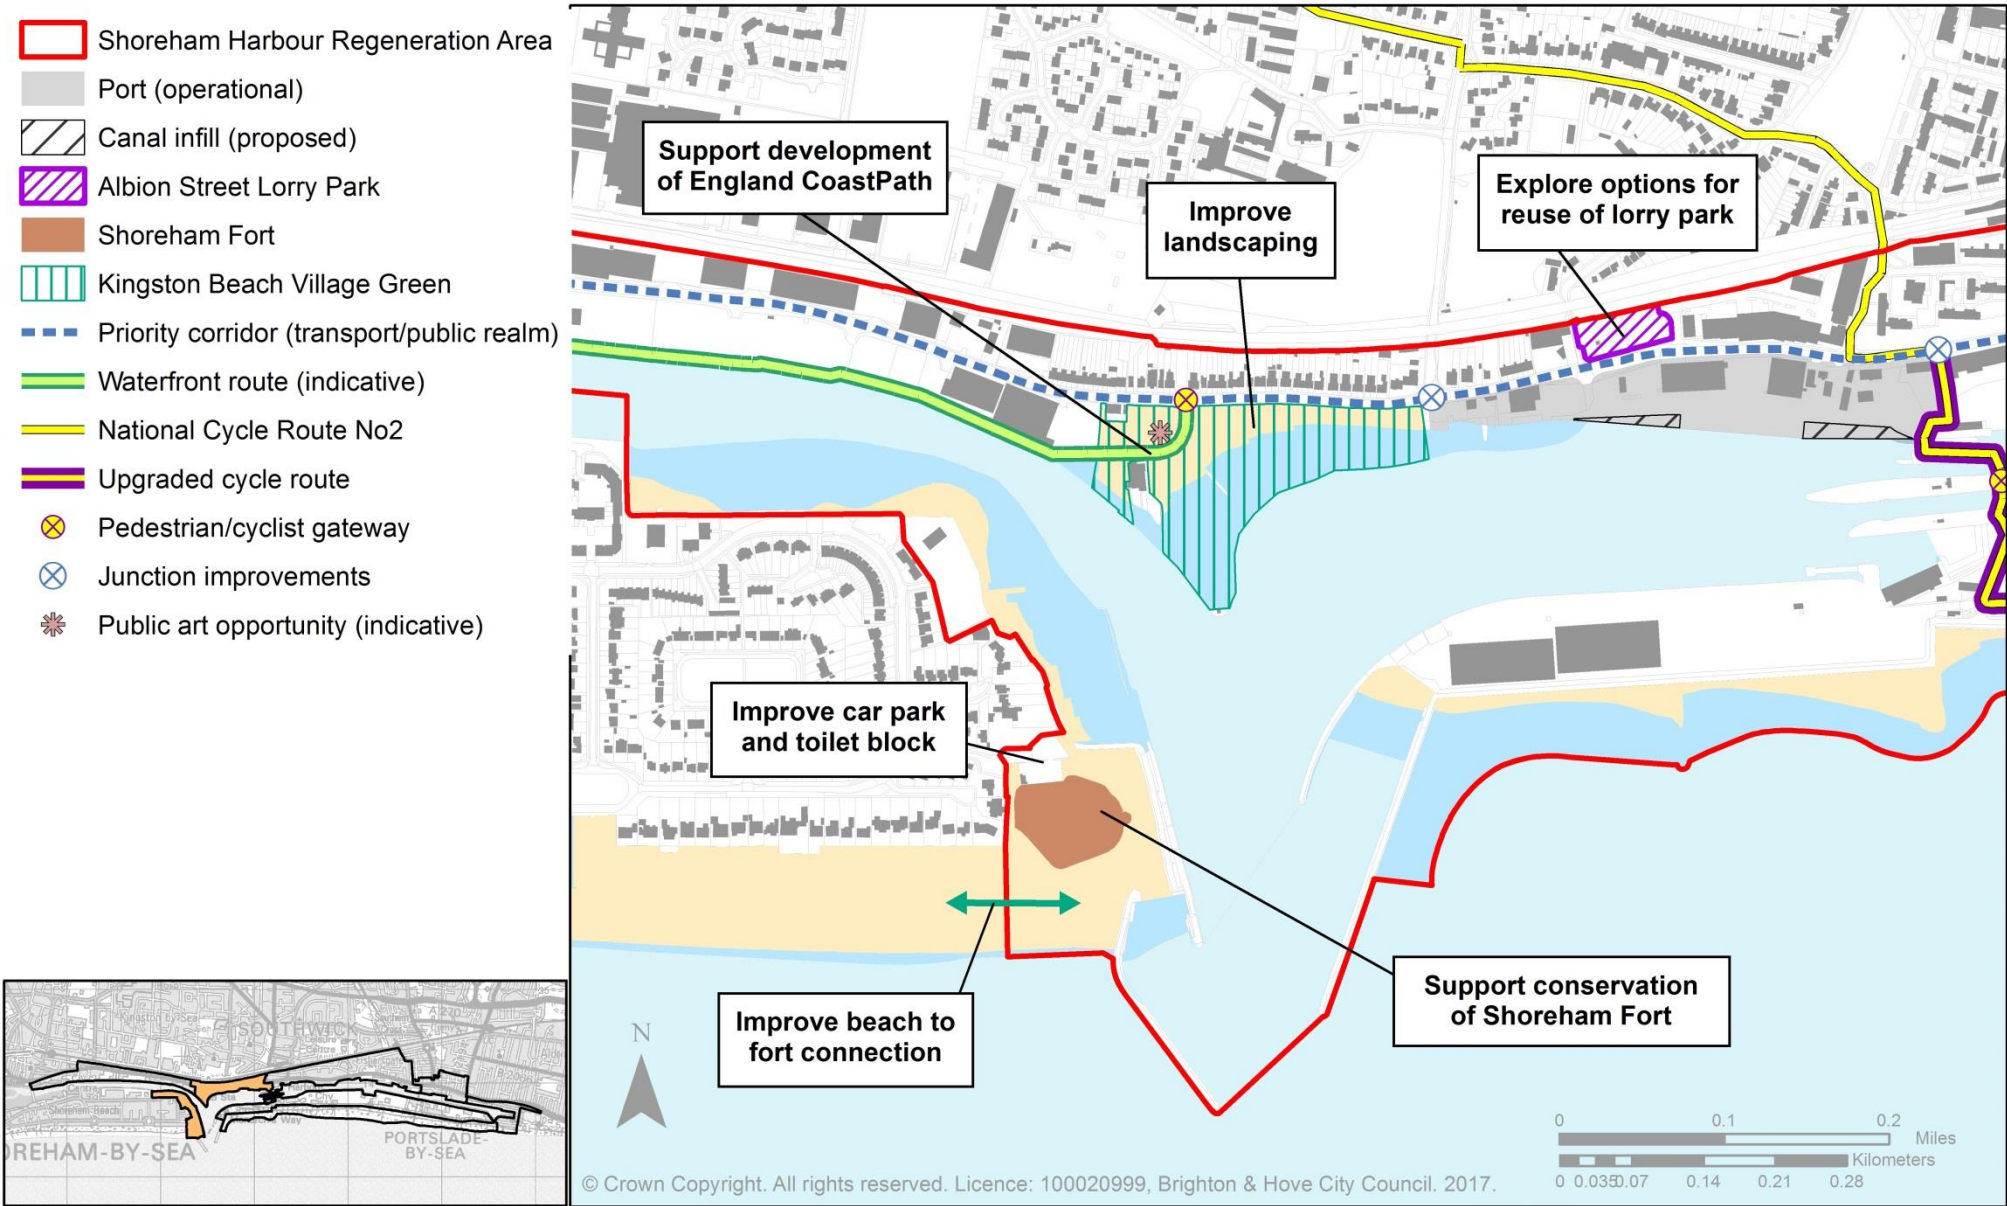 Shoreham Harbour Regeneration Area
Port (operational)
Canal infill (proposed)
Albion Street Lorry Park
Shoreham Fort
Kingston Beach Village Green
Priority corridor (transport/public realm)
Waterfront route (indicative)
National Cycle Route No2
Upgraded cycle route
Pedestrian/cyclist gateway
Junction improvements
Public art opportunity (indicative)
Support development
of England CoastPath
Improve
landscaping
Explore options for
reuse of lorry park
Improve car park
and toilet block
Improve beach to
fort connection
Support conservation
of Shoreham Fort
N
0 0.1 0.2
Miles
Kilometers
0 0.035 0.07 0.14 0.21 0.28
© Crown Copyright. All rights reserved. Licence: 100020999, Brighton & Hove City Council. 2017.
SOUTHWICK
A 270
Shoreham Beach
OREHAM-BY-SEA
PORTSLADE-
BY-SEA